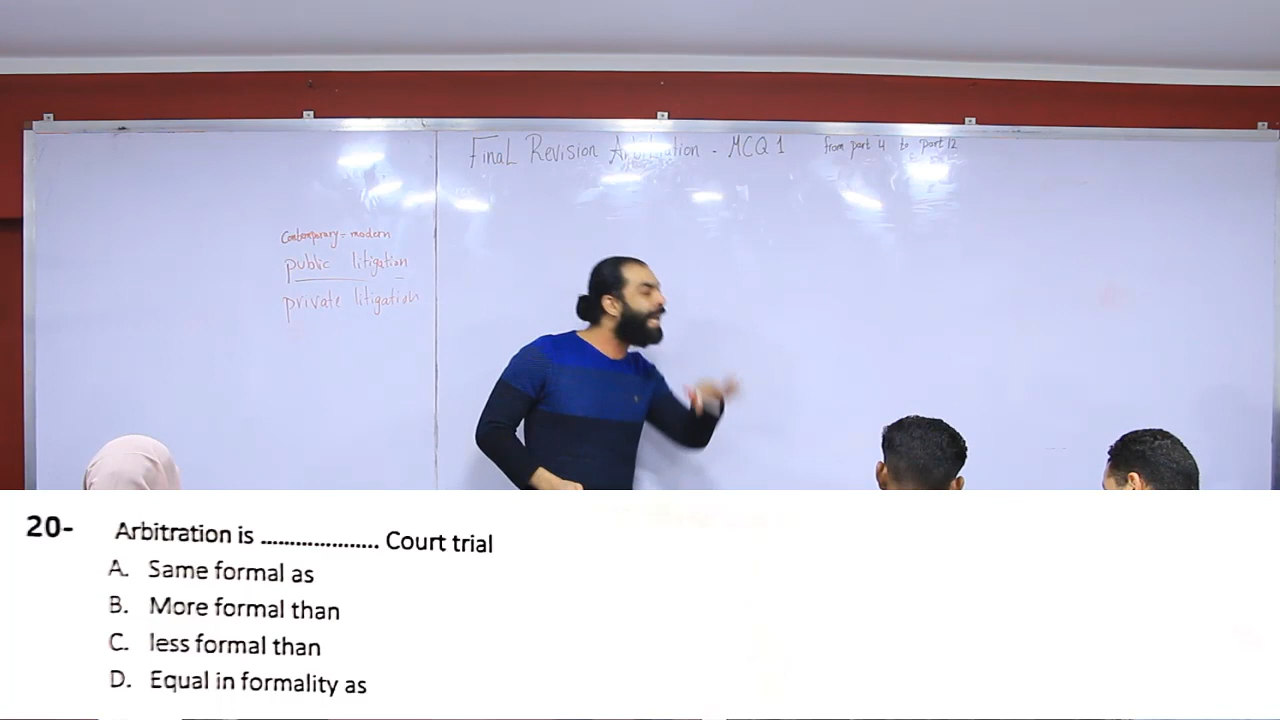 Final Revision Arbitration - MCQ 1 from part 4 to part 12
Contemporary = modern
public litigation
private litigation
20- Arbitration is .................... Court trial
A. Same formal as
B. More formal than
C. less formal than
D. Equal in formality as